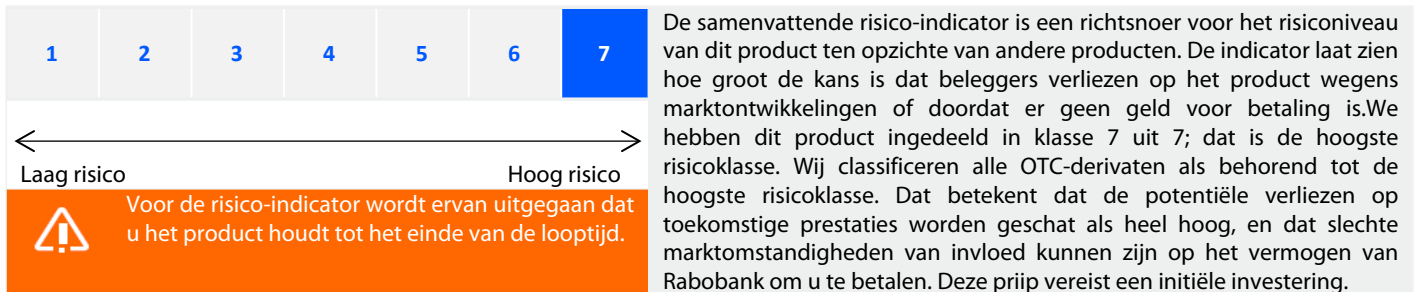 1 2 3 4 5 6 7
Laag risico Hoog risico
Voor de risico-indicator wordt ervan uitgegaan dat
u het product houdt tot het einde van de looptijd.
De samenvattende risico-indicator is een richtsnoer voor het risiconiveau
van dit product ten opzichte van andere producten. De indicator laat zien
hoe groot de kans is dat beleggers verliezen op het product wegens
marktontwikkelingen of doordat er geen geld voor betaling is.We
hebben dit product ingedeeld in klasse 7 uit 7; dat is de hoogste
risicoklasse. Wij classificeren alle OTC-derivaten als behorend tot de
hoogste risicoklasse. Dat betekent dat de potentiële verliezen op
toekomstige prestaties worden geschat als heel hoog, en dat slechte
marktomstandigheden van invloed kunnen zijn op het vermogen van
Rabobank om u te betalen. Deze priip vereist een initiële investering.